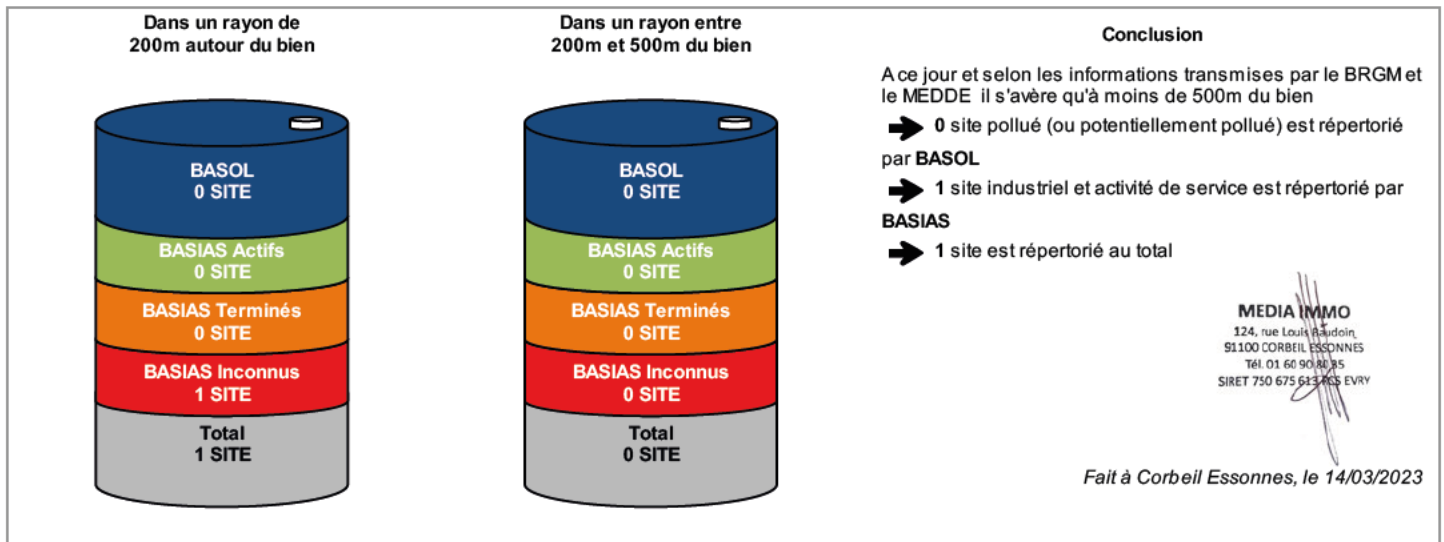 Dans un rayon de
200m autour du bien
BASOL
0 SITE
BASIAS Actifs
0 SITE
BASIAS Terminés
0 SITE
BASIAS Inconnus
1 SITE
Total
1 SITE
Dans un rayon entre
200m et 500m du bien
BASOL
0 SITE
BASIAS Actifs
0 SITE
BASIAS Terminés
0 SITE
BASIAS Inconnus
0 SITE
Total
0 SITE
Conclusion
A ce jour et selon les informations transmises par le BRGM et
le MEDDE il s'avère qu'à moins de 500m du bien
0 site pollué (ou potentiellement pollué) est répertorié
par BASOL
1 site industriel et activité de service est répertorié par
BASIAS
1 site est répertorié au total
MEDIA IMMO
124, rue Louis Baudoin
91100 CORBEIL ESSONNES
Tél. 01 60 90 80 85
SIRET 750 675 613 RCS EVRY
Fait à Corbeil Essonnes, le 14/03/2023